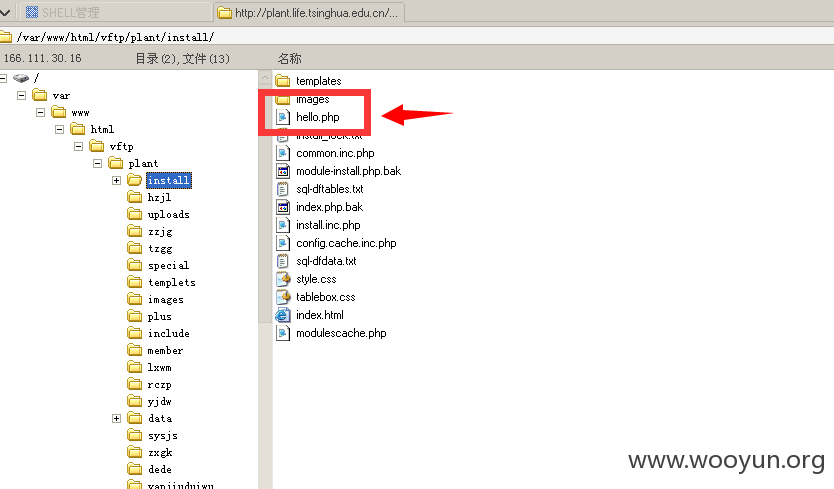 SHELL管理
http://plant.life.tsinghua.edu.cn/...
/var/www/html/vftp/plant/install/
166.111.30.16
目录(2),文件(13)
名称
/
var
www
html
vftp
plant
install
hzjl
uploads
zzjg
tzgg
special
templets
images
plus
include
member
lxwm
rczp
yjdw
data
sysjs
zxgk
dede
yanjiuduiwu
templates
images
hello.php
install_lock.txt
common.inc.php
module-install.php.bak
sql-dftables.txt
index.php.bak
install.inc.php
config.cache.inc.php
sql-dfdata.txt
style.css
tablebox.css
index.html
modulescache.php
www.wooyun.org